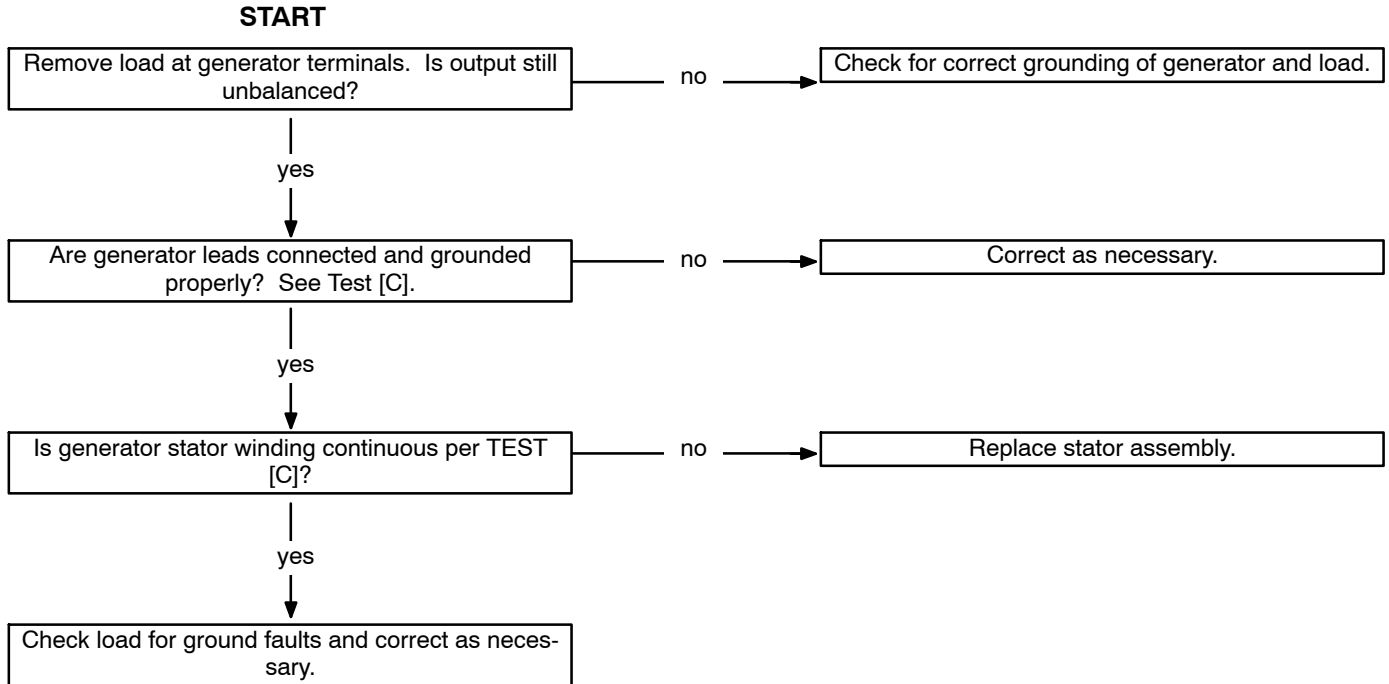 START
Remove load at generator terminals.  Is output still
unbalanced?
no
Check for correct grounding of generator and load.
yes
Are generator leads connected and grounded
properly?  See Test [C].
no
Correct as necessary.
yes
Is generator stator winding continuous per TEST
[C]?
no
Replace stator assembly.
yes
Check load for ground faults and correct as neces-
sary.